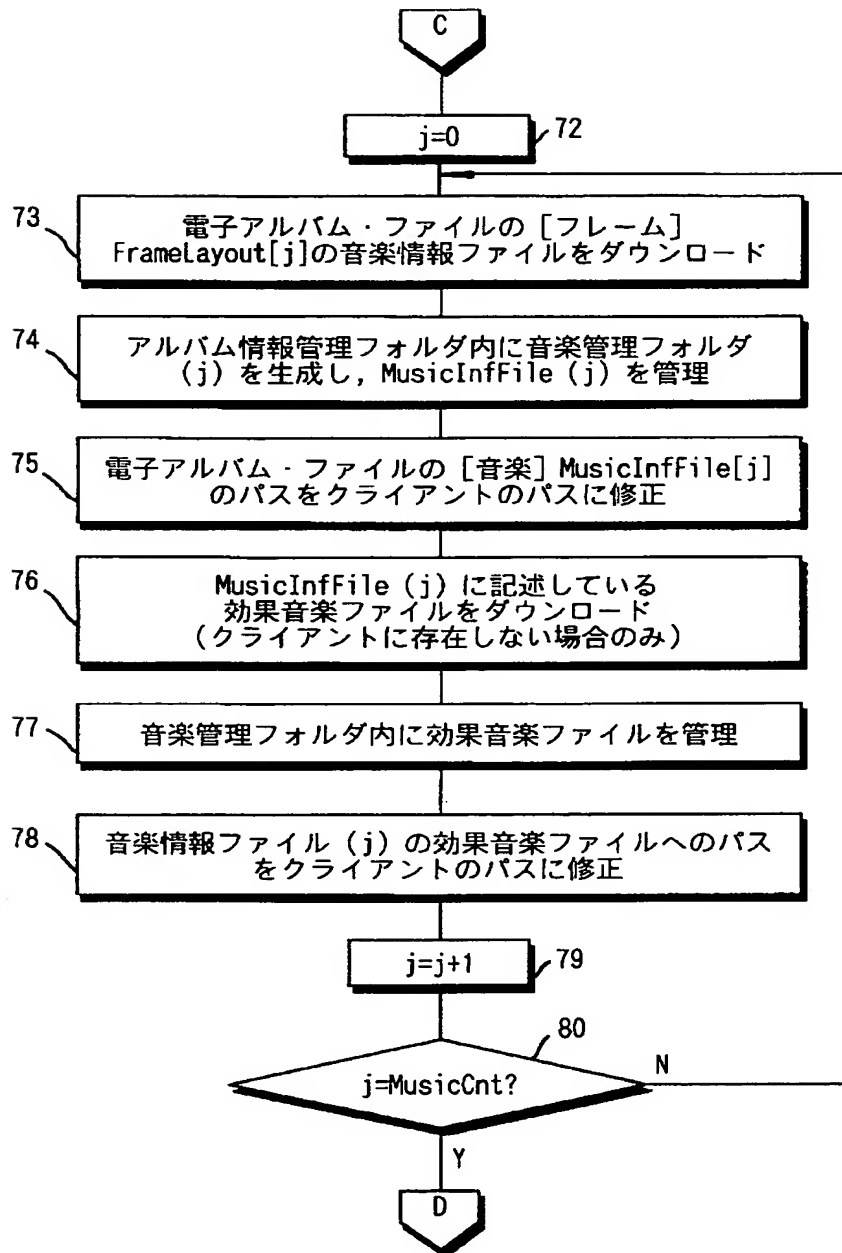 C
j=0
72
73
電子アルバム・ファイルの［フレーム］
FrameLayout[j]の音楽情報ファイルをダウンロード
74
アルバム情報管理フォルダ内に音楽管理フォルダ
(j) を生成し，MusicInfFile (j) を管理
75
電子アルバム・ファイルの［音楽］MusicInfFile[j]
のパスをクライアントのパスに修正
76
MusicInfFile (j) に記述している
効果音楽ファイルをダウンロード
(クライアントに存在しない場合のみ)
77
音楽管理フォルダ内に効果音楽ファイルを管理
78
音楽情報ファイル (j) の効果音楽ファイルへのパス
をクライアントのパスに修正
j=j+1
79
80
j=MusicCnt?
N
Y
D